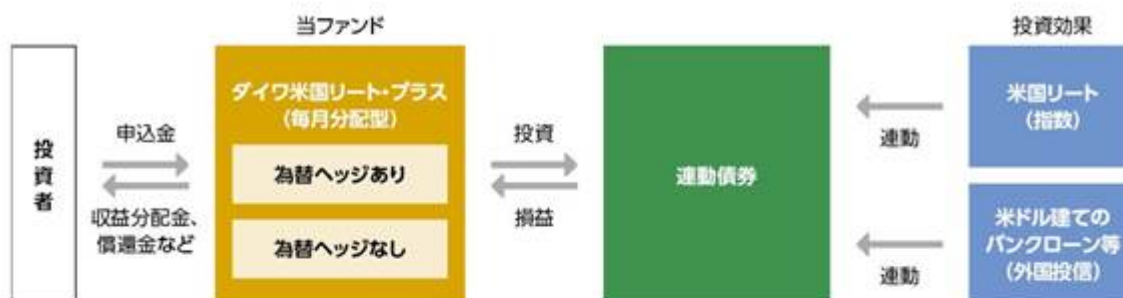 当ファンド
投資効果
投資者
申込金
収益分配金、
償還金など
ダイワ米国リート・プラス
(毎月分配型)
為替ヘッジあり
為替ヘッジなし
投資
損益
連動債券
連動
連動
米国リート
(指数)
米ドル建ての
バンクローン等
(外国投信)